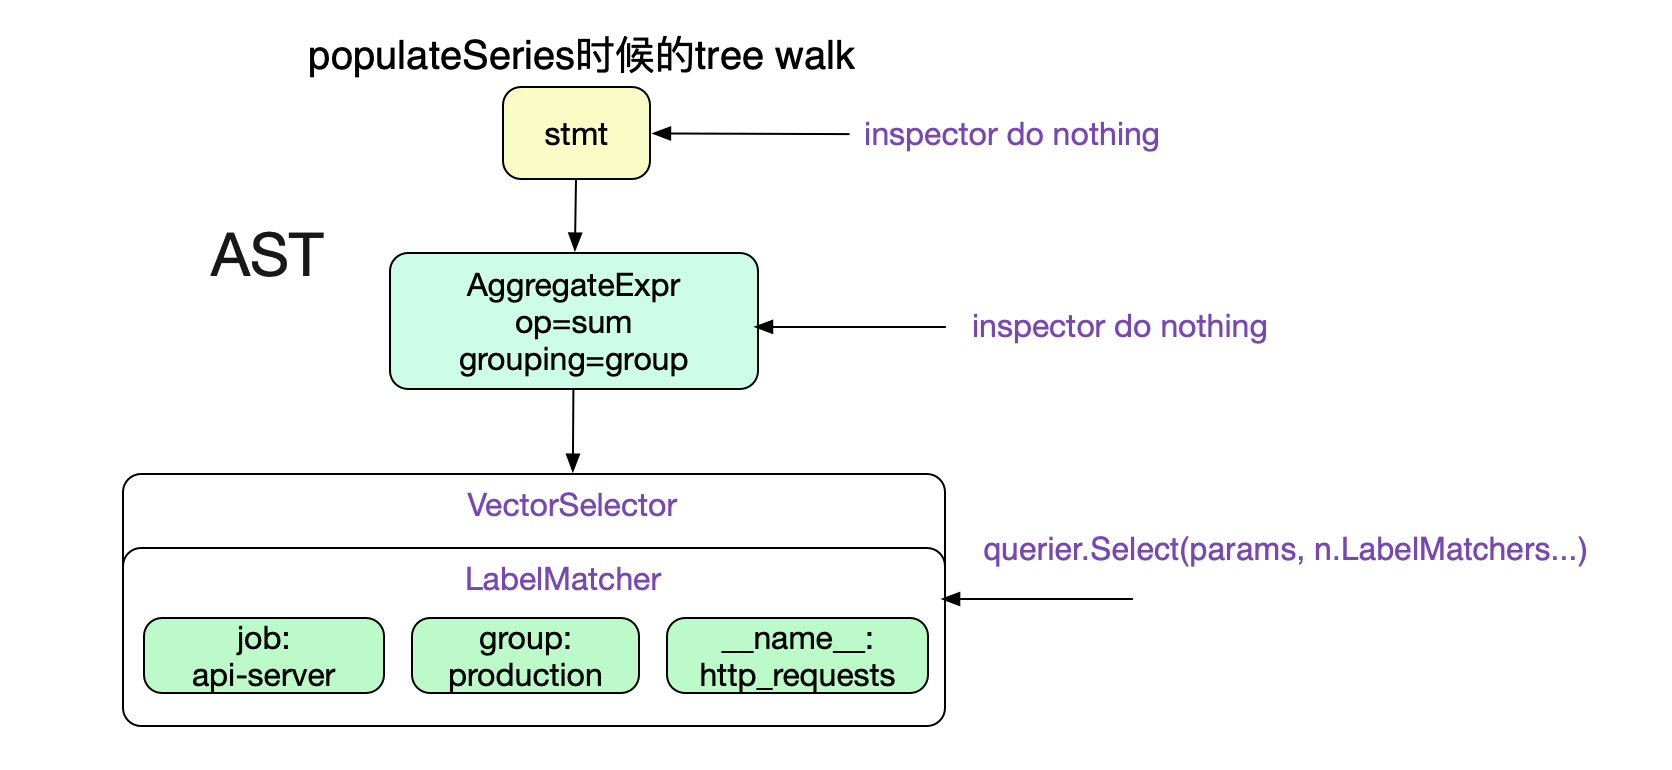 populateSeries时候的tree walk
stmt
inspector do nothing
AST
AggregateExpr
op=sum
grouping=group
inspector do nothing
VectorSelector
querier.Select(params, n.LabelMatchers...)
LabelMatcher
job:
api-server
group:
production
__name__:
http_requests